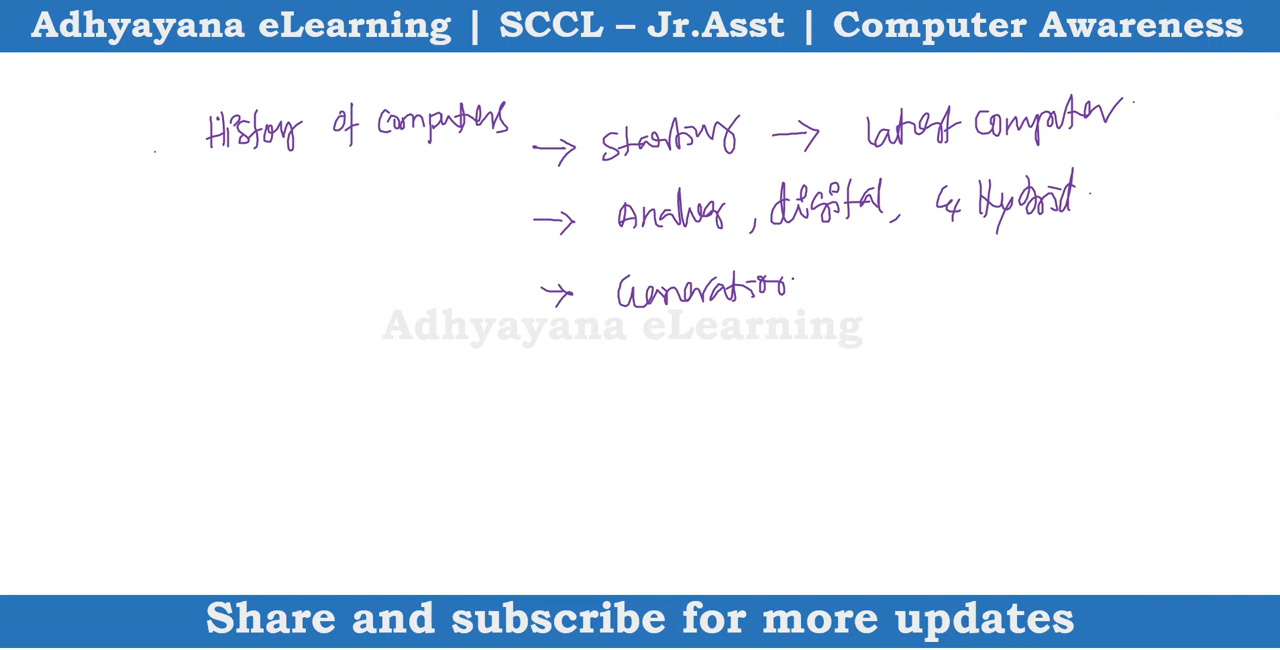 Adhyayana eLearning | SCCL – Jr.Asst | Computer Awareness
History of computers → Starting → Latest computer
→ Analog, digital, & Hybrid
→ Generation
Adhyayana eLearning
Share and subscribe for more updates